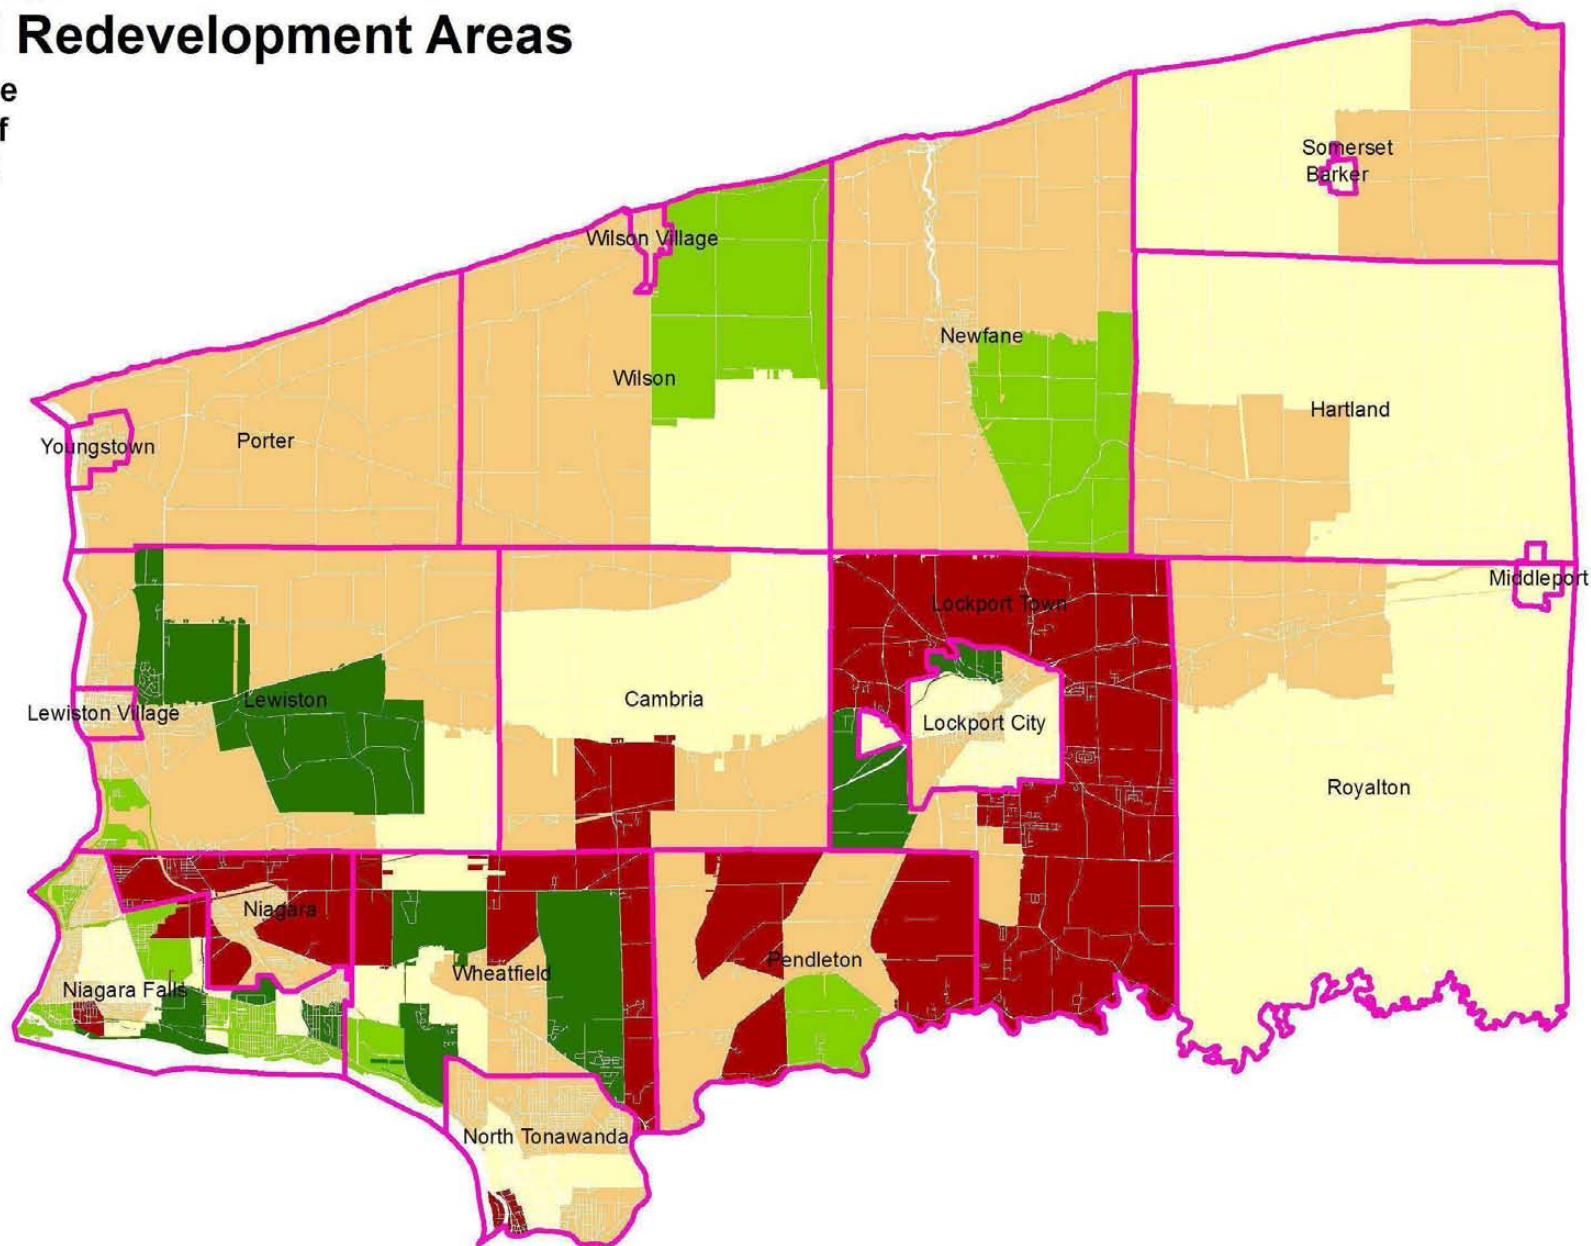 Redevelopment Areas
e
f
Somerset
Barker
Wilson Village
Newfane
Wilson
Hartland
Youngstown
Porter
Middleport
Lockport Town
Lewiston
Cambria
Lewiston Village
Lockport City
Royalton
Niagara
Pendleton
Wheatfield
Niagara Falls
North Tonawanda